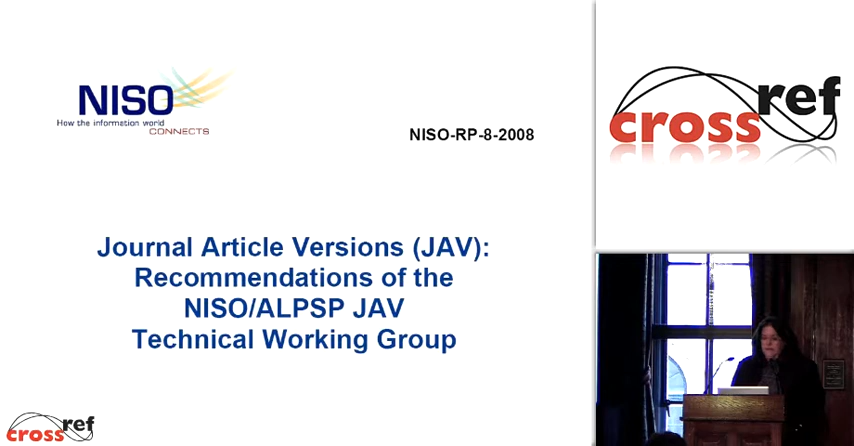 NISO
How the information world
CONNECTS
NISO-RP-8-2008
Journal Article Versions (JAV):
Recommendations of the
NISO/ALPSP JAV
Technical Working Group
crossref
crossref